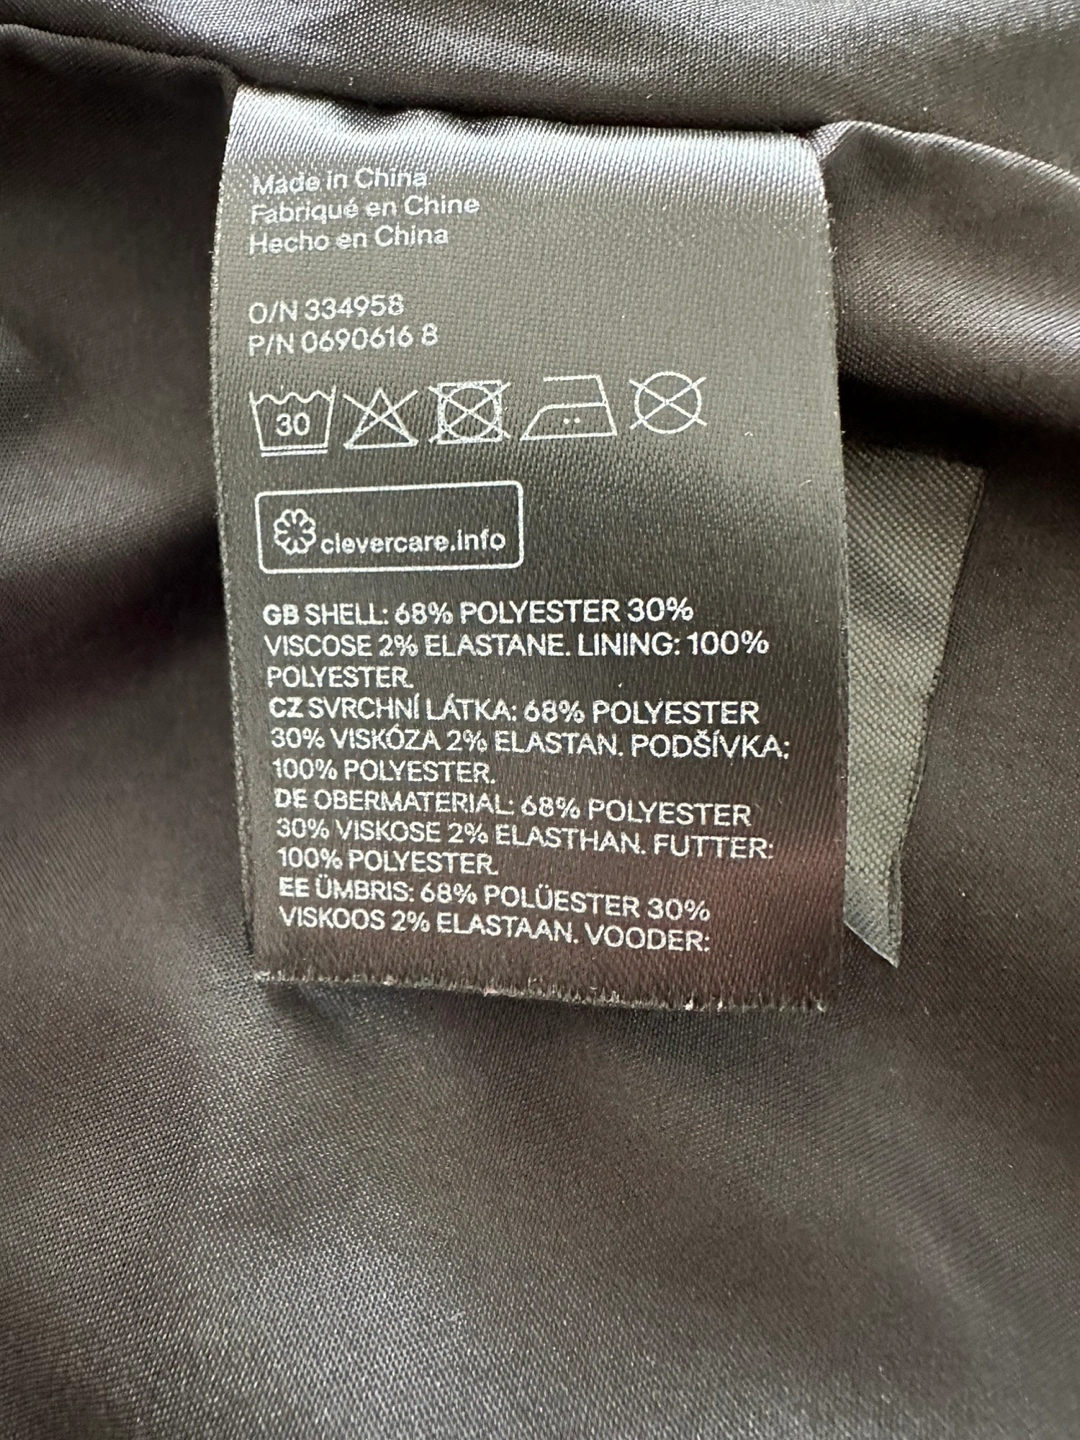 Made in China
Fabriqué en Chine
Hecho en China
O/N 334958
P/N 0690616 8
30
clevercare.info
GB SHELL: 68% POLYESTER 30%
VISCOSE 2% ELASTANE. LINING: 100%
POLYESTER.
CZ SVRCHNÍ LÁTKA: 68% POLYESTER
30% VISKÓZA 2% ELASTAN. PODŠÍVKA:
100% POLYESTER.
DE OBERMATERIAL: 68% POLYESTER
30% VISKOSE 2% ELASTHAN. FUTTER:
100% POLYESTER.
EE ÜMBRIS: 68% POLÜESTER 30%
VISKOOS 2% ELASTAAN. VOODER: